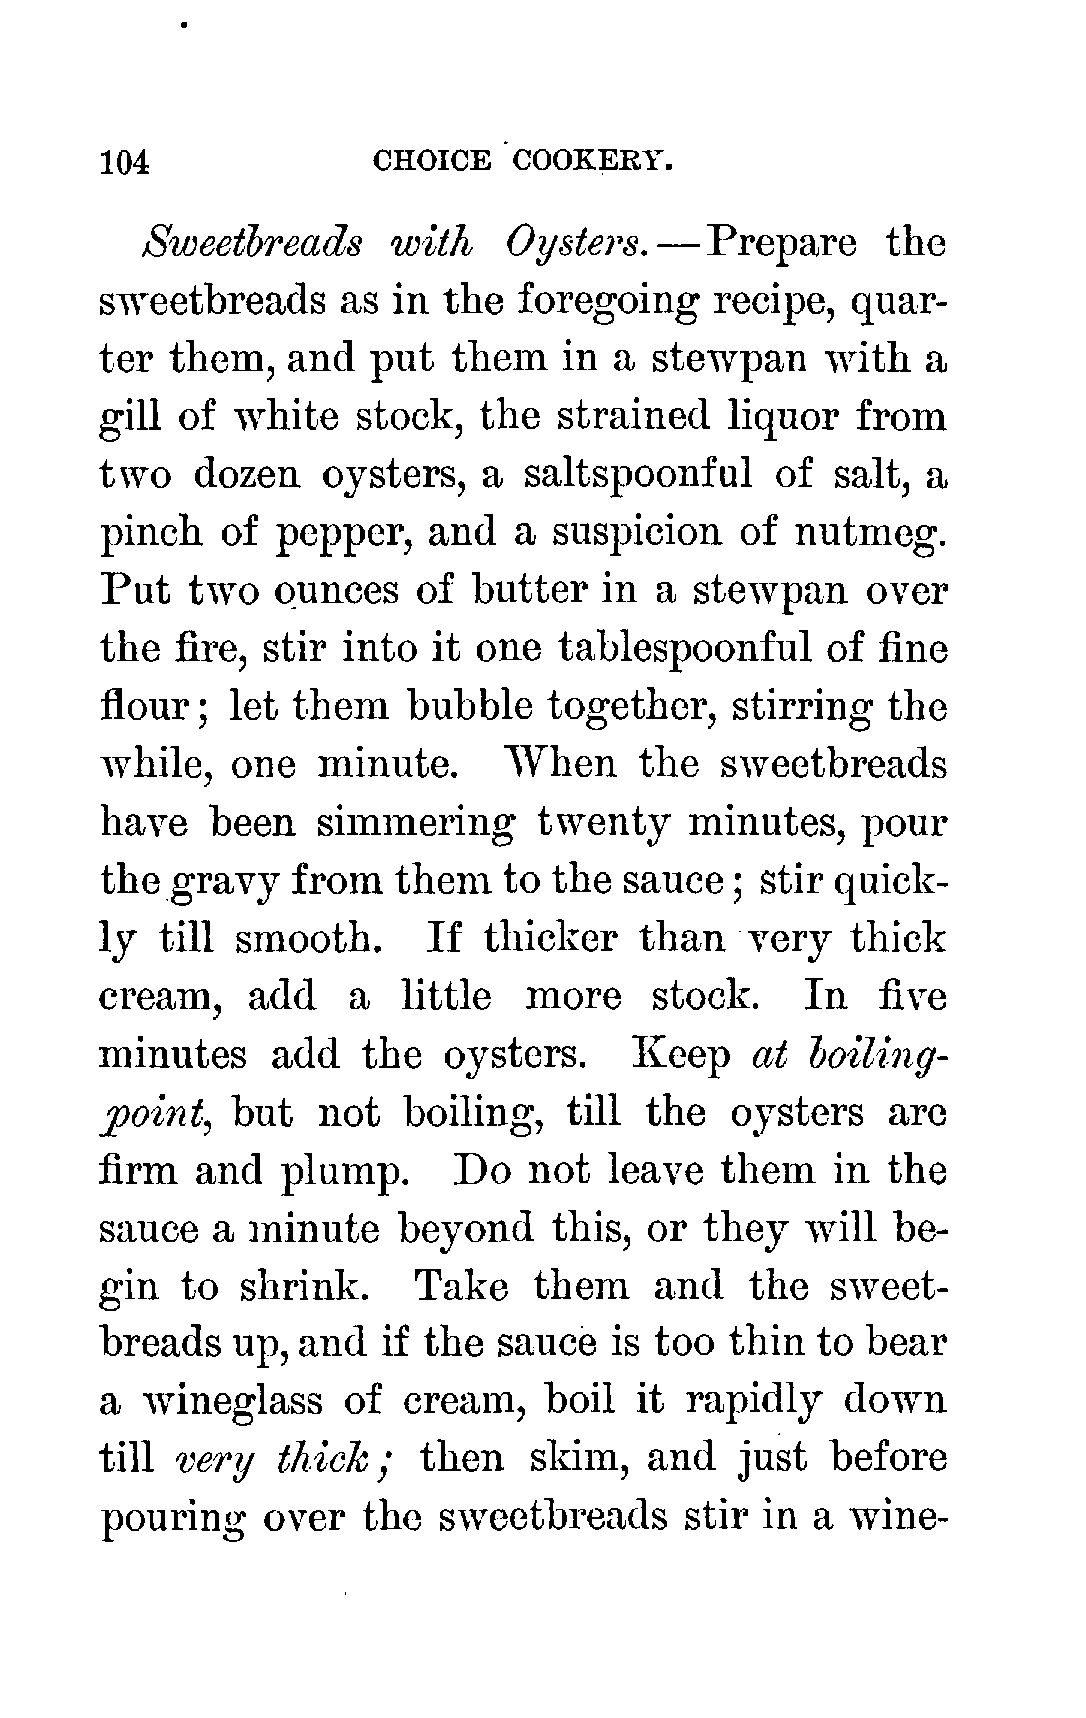 104 CHOICE COOKERY.
Sweetbreads with Oysters.—Prepare the
sweetbreads as in the foregoing recipe, quar-
ter them, and put them in a stewpan with a
gill of white stock, the strained liquor from
two dozen oysters, a saltspoonful of salt, a
pinch of pepper, and a suspicion of nutmeg.
Put two ounces of butter in a stewpan over
the fire, stir into it one tablespoonful of fine
flour; let them bubble together, stirring the
while, one minute. When the sweetbreads
have been simmering twenty minutes, pour
the gravy from them to the sauce; stir quick-
ly till smooth. If thicker than very thick
cream, add a little more stock. In five
minutes add the oysters. Keep at boiling-
point, but not boiling, till the oysters are
firm and plump. Do not leave them in the
sauce a minute beyond this, or they will be-
gin to shrink. Take them and the sweet-
breads up, and if the sauce is too thin to bear
a wineglass of cream, boil it rapidly down
till very thick; then skim, and just before
pouring over the sweetbreads stir in a wine-